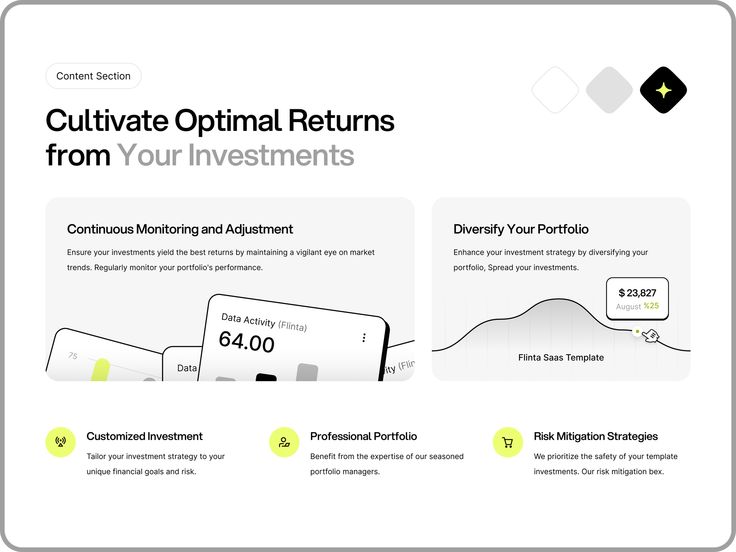 Content Section
Cultivate Optimal Returns
from Your Investments
Continuous Monitoring and Adjustment
Ensure your investments yield the best returns by maintaining a vigilant eye on market
trends. Regularly monitor your portfolio's performance.
75
Data
Data Activity (Flinta)
64.00
ity (Flin
Diversify Your Portfolio
Enhance your investment strategy by diversifying your
portfolio, Spread your investments.
$ 23,827
August %25
Flinta Saas Template
Customized Investment
Tailor your investment strategy to your
unique financial goals and risk.
Professional Portfolio
Benefit from the expertise of our seasoned
portfolio managers.
Risk Mitigation Strategies
We prioritize the safety of your template
investments. Our risk mitigation bex.